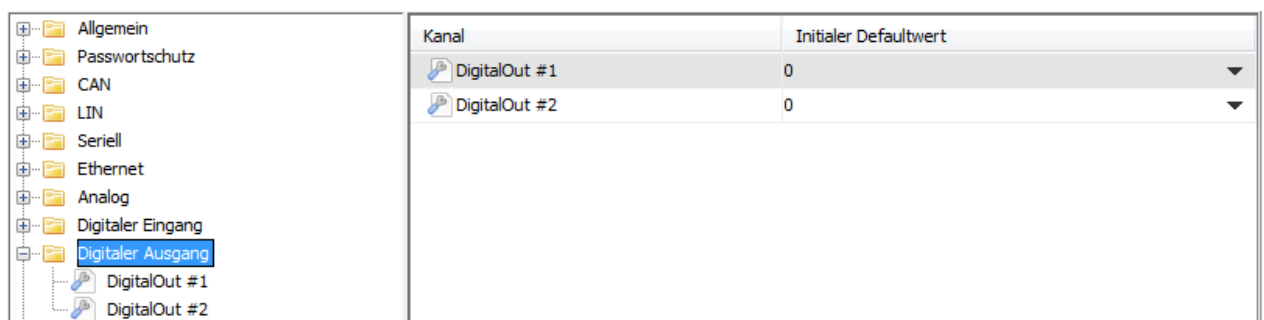 Allgemein
Passwortschutz
CAN
LIN
Seriell
Ethernet
Analog
Digitaler Eingang
Digitaler Ausgang
DigitalOut #1
DigitalOut #2
Kanal Initialer Defaultwert
DigitalOut #1 0
DigitalOut #2 0